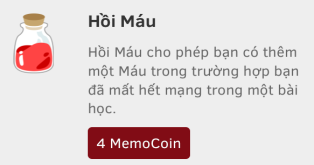 Hồi Máu
Hồi Máu cho phép bạn có thêm
một Máu trong trường hợp bạn
đã mất hết mạng trong một bài
học.
4 MemoCoin